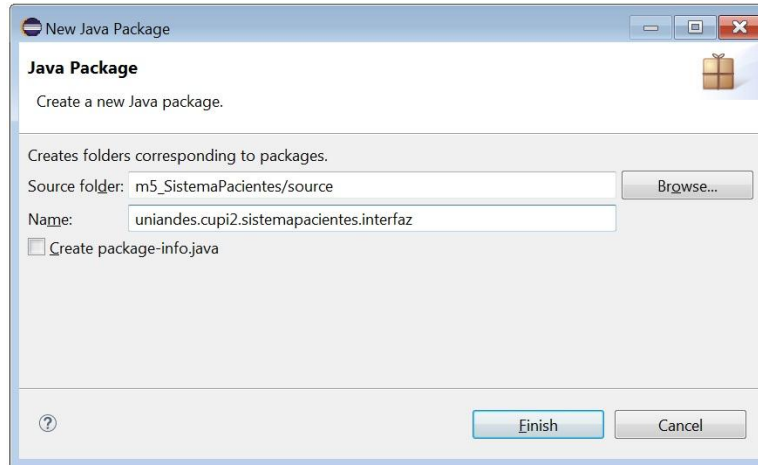 New Java Package
Java Package
Create a new Java package.
Creates folders corresponding to packages.
Source folder: m5_SistemaPacientes/source Browse...
Name: uniandes.cupi2.sistemapacientes.interfaz
Create package-info.java
? Finish Cancel